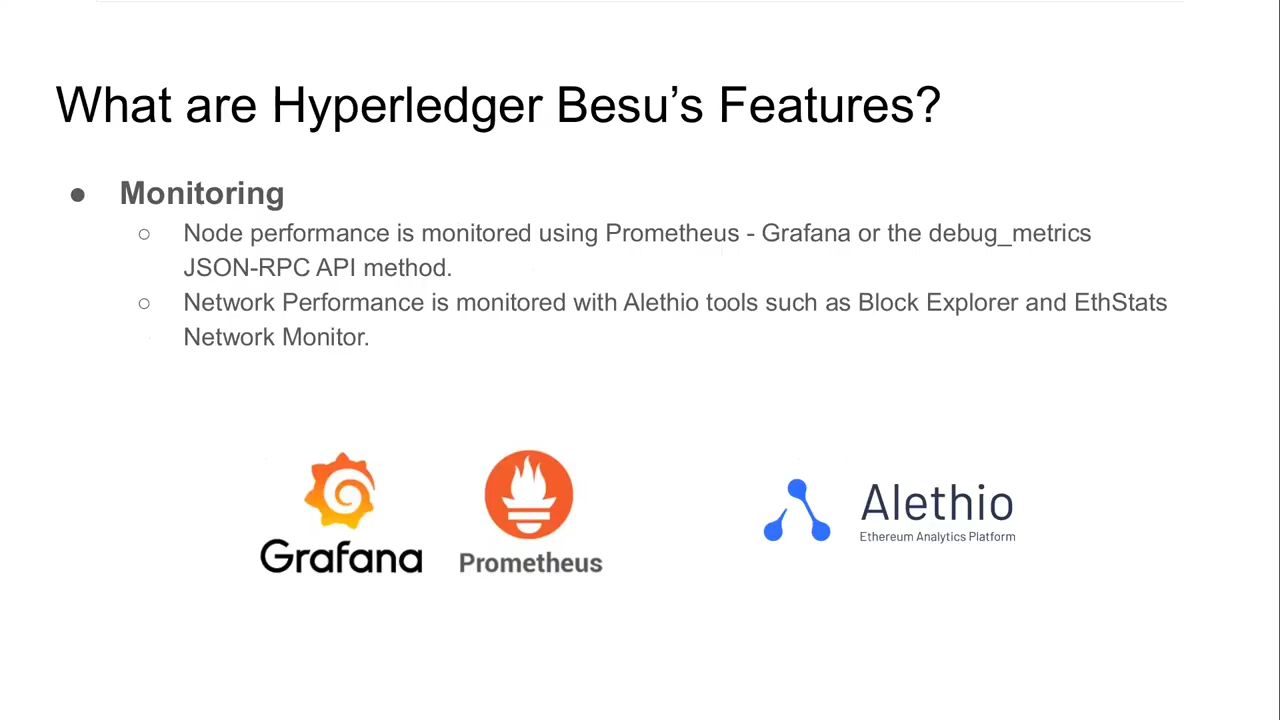 What are Hyperledger Besu’s Features?
● Monitoring
○ Node performance is monitored using Prometheus - Grafana or the debug_metrics
JSON-RPC API method.
○ Network Performance is monitored with Alethio tools such as Block Explorer and EthStats
Network Monitor.
Grafana
Prometheus
Alethio
Ethereum Analytics Platform